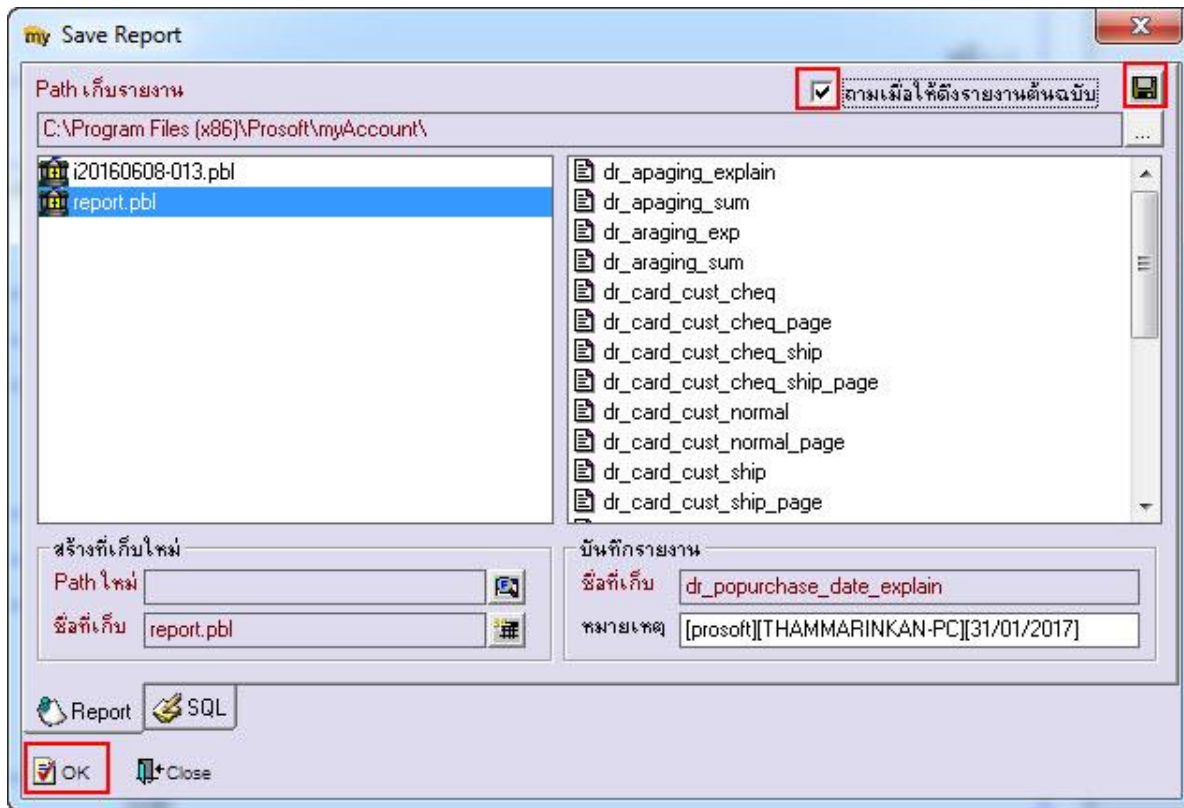 my Save Report
Path เก็บรายงาน
ถามเมื่อให้ดึงรายงานต้นฉบับ
C:\Program Files (x86)\Prosoft\myAccount\
...
i20160608-013.pbl
report.pbl
dr_apaging_explain
dr_apaging_sum
dr_araging_exp
dr_araging_sum
dr_card_cust_cheq
dr_card_cust_cheq_page
dr_card_cust_cheq_ship
dr_card_cust_cheq_ship_page
dr_card_cust_normal
dr_card_cust_normal_page
dr_card_cust_ship
dr_card_cust_ship_page
สร้างที่เก็บใหม่
Path ใหม่
ชื่อที่เก็บ report.pbl
บันทึกรายงาน
ชื่อที่เก็บ dr_popurchase_date_explain
หมายเหตุ [prosoft][THAMMARINKAN-PC][31/01/2017]
Report SQL
OK Close